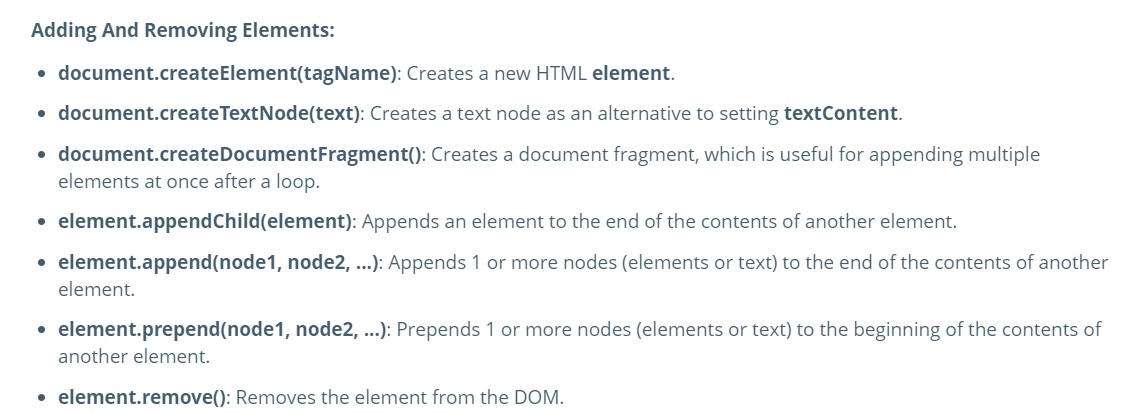 Adding And Removing Elements:
• document.createElement(tagName): Creates a new HTML element.
• document.createTextNode(text): Creates a text node as an alternative to setting textContent.
• document.createDocumentFragment(): Creates a document fragment, which is useful for appending multiple
elements at once after a loop.
• element.appendChild(element): Appends an element to the end of the contents of another element.
• element.append(node1, node2, ...): Appends 1 or more nodes (elements or text) to the end of the contents of another
element.
• element.prepend(node1, node2, ...): Prepends 1 or more nodes (elements or text) to the beginning of the contents of
another element.
• element.remove(): Removes the element from the DOM.